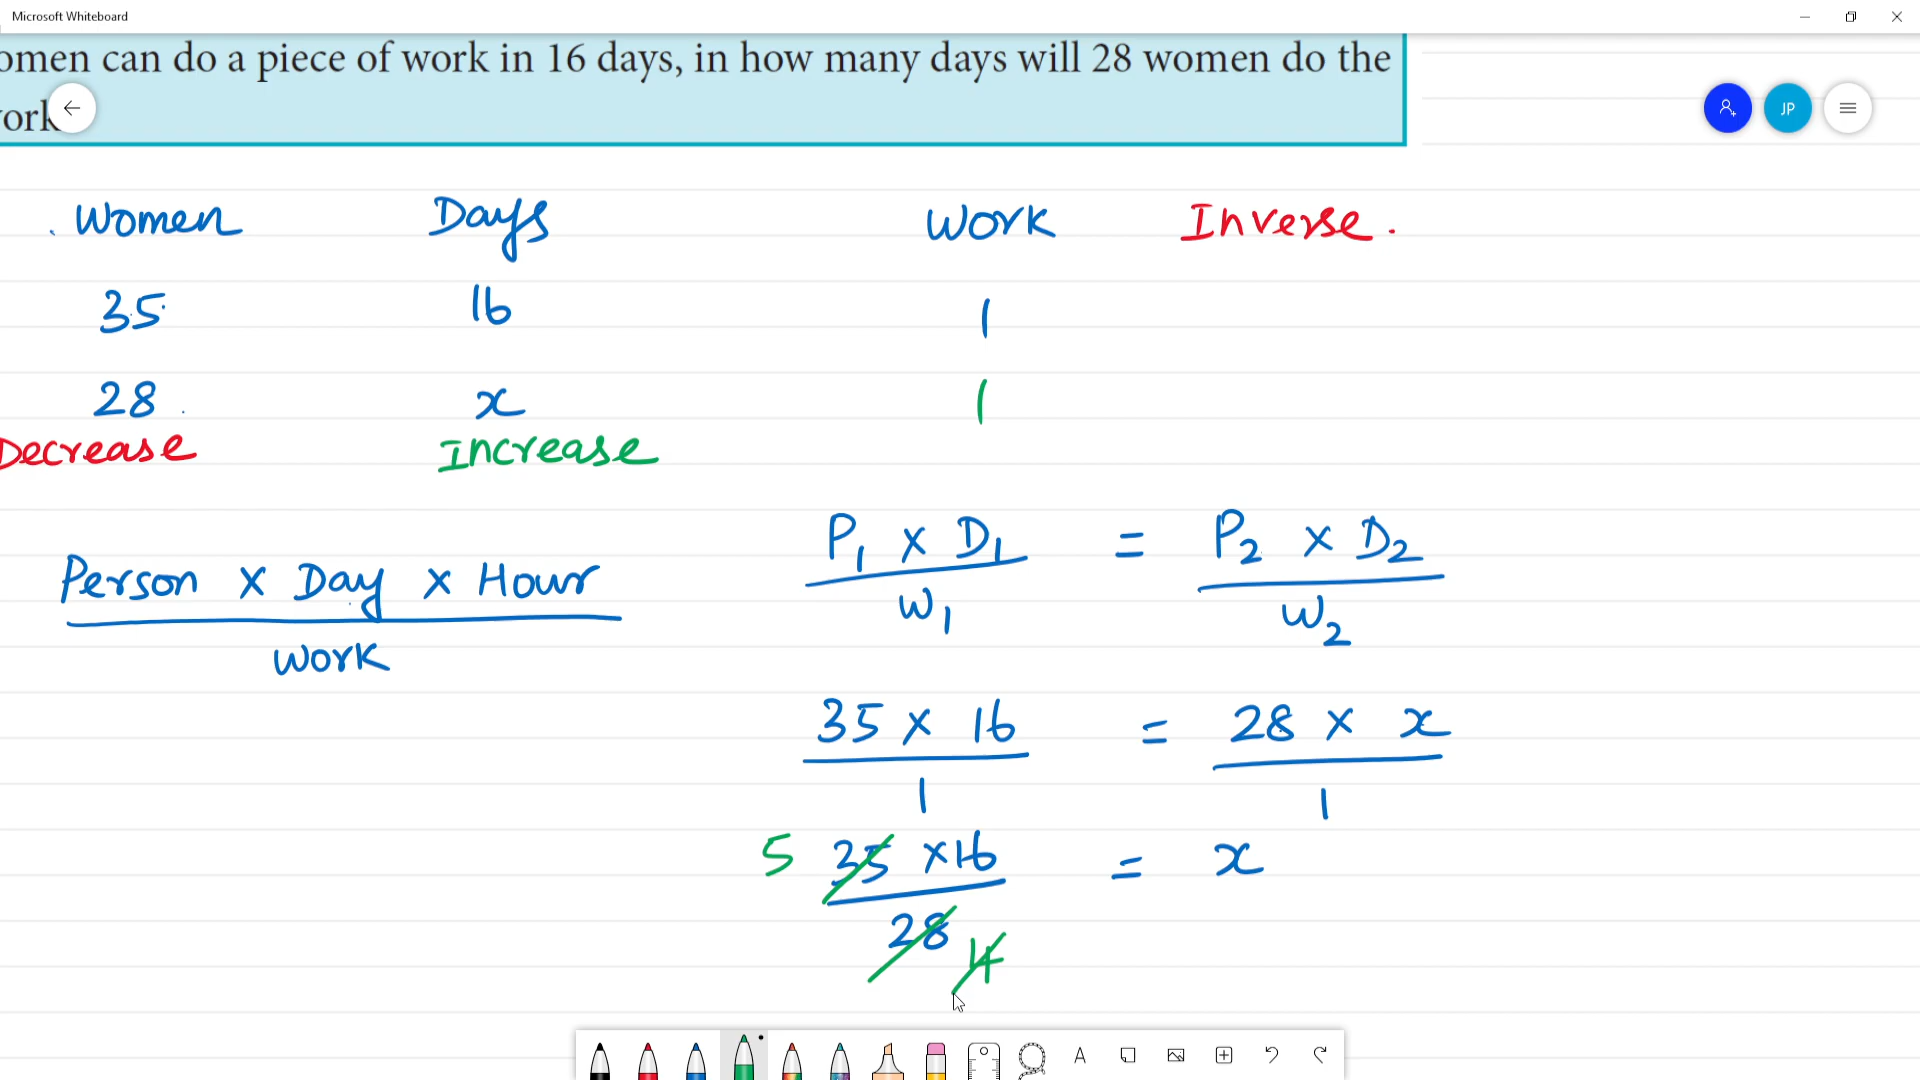 Microsoft Whiteboard
omen can do a piece of work in 16 days, in how many days will 28 women do the
ork
JP
Women Days Work Inverse.
35 16 1
28 x 1
Decrease Increase
P1 x D1 = P2 x D2
Person x Day x Hour
W1 W2
Work
35 x 16 = 28 x x
1 1
5 35 x16 = x
28 4
A